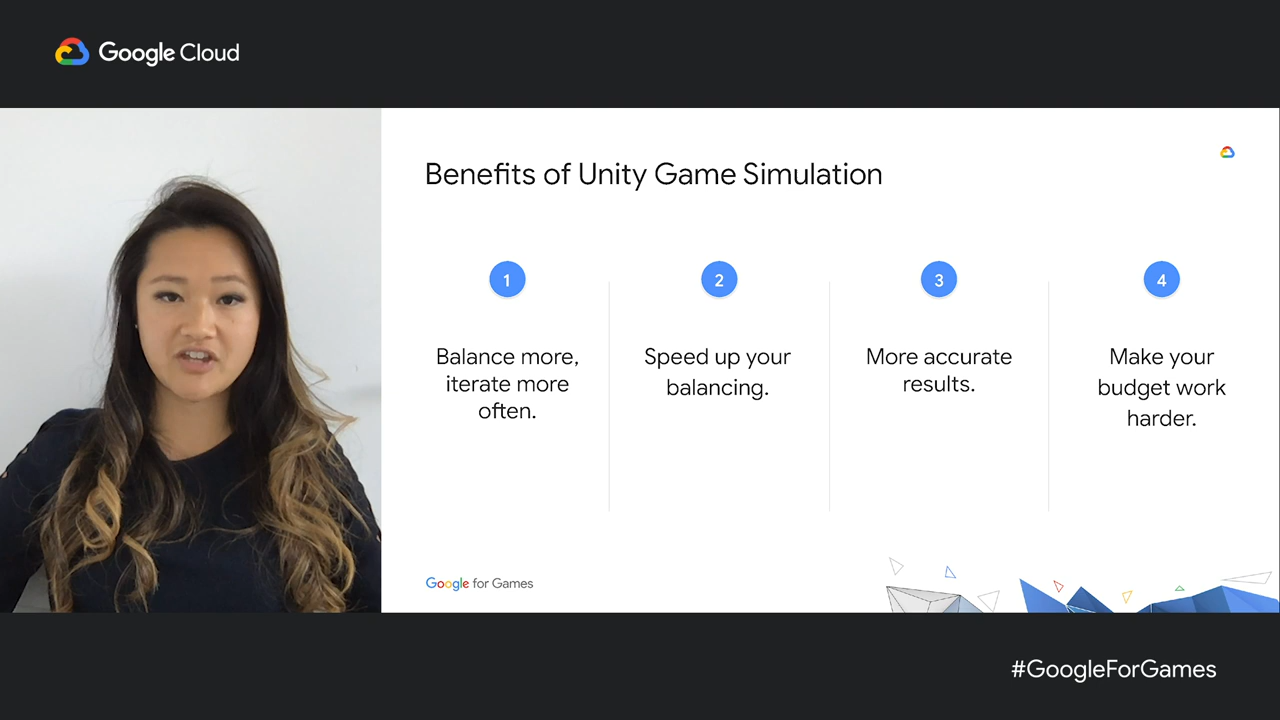 Google Cloud
Benefits of Unity Game Simulation
1
Balance more,
iterate more
often.
2
Speed up your
balancing.
3
More accurate
results.
4
Make your
budget work
harder.
Google for Games
#GoogleForGames